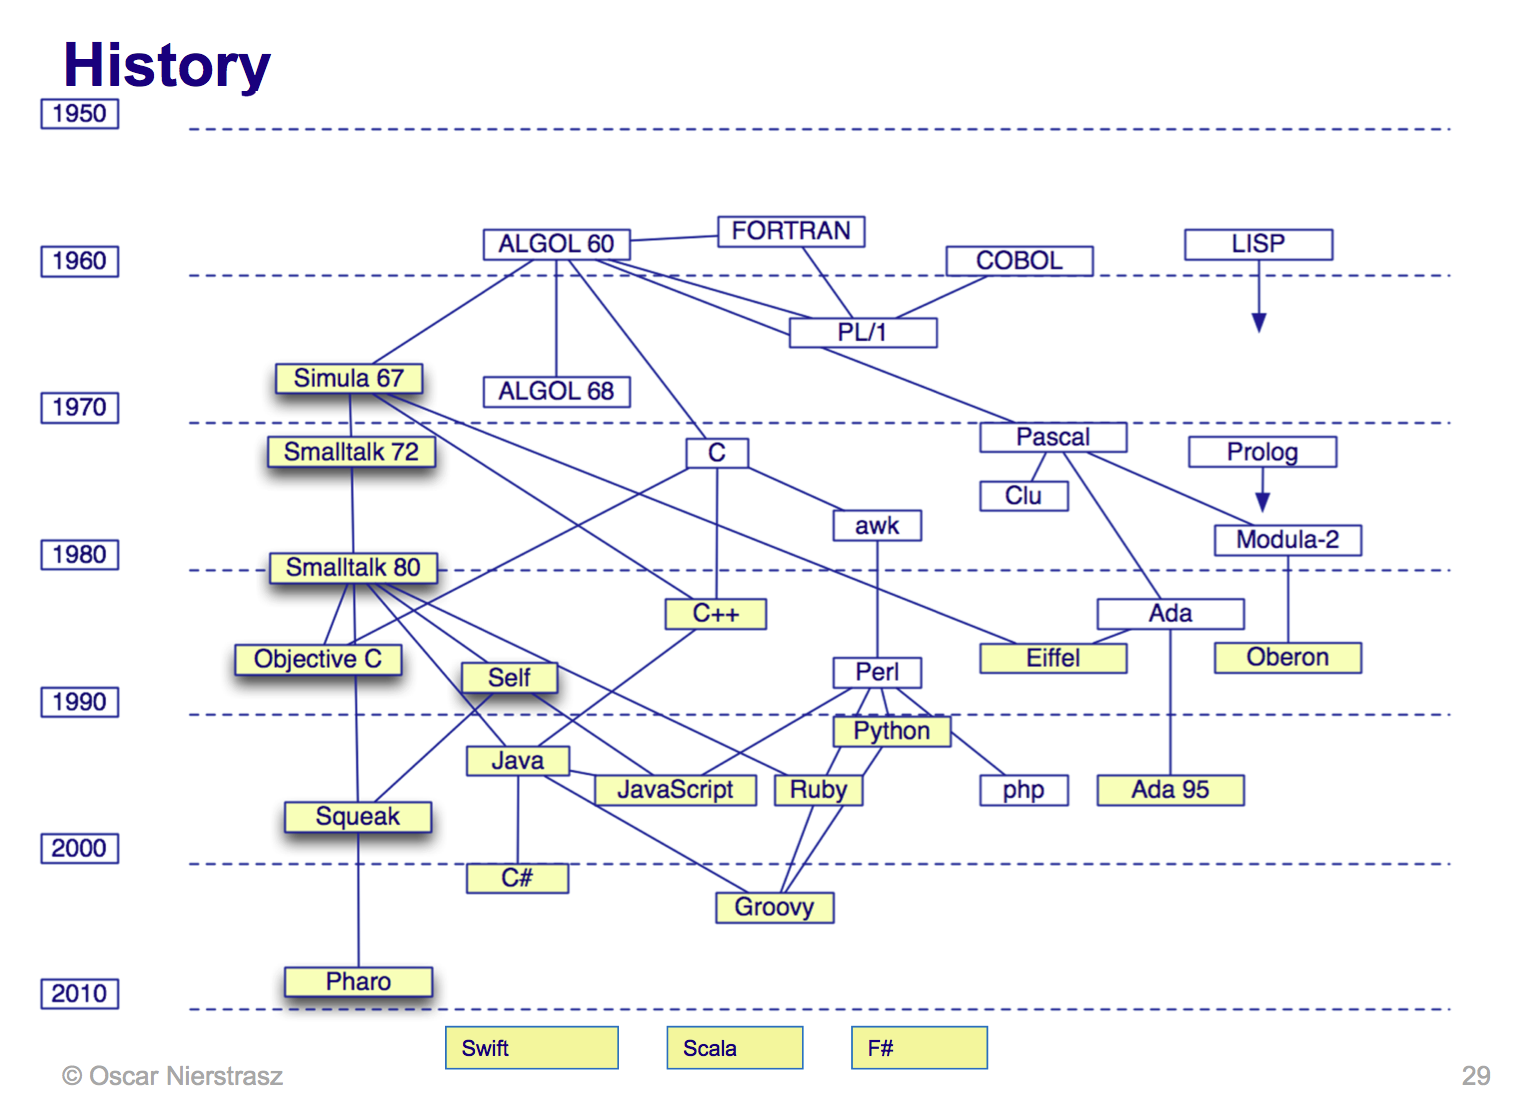 History
1950
ALGOL 60
FORTRAN
LISP
1960
COBOL
PL/1
Simula 67
ALGOL 68
1970
Pascal
Smalltalk 72
C
Prolog
Clu
awk
1980
Modula-2
Smalltalk 80
C++
Ada
Objective C
Eiffel
Oberon
Self
Perl
1990
Python
Java
JavaScript
Ruby
php
Ada 95
Squeak
2000
C#
Groovy
Pharo
2010
Swift
Scala
F#
© Oscar Nierstrasz
29